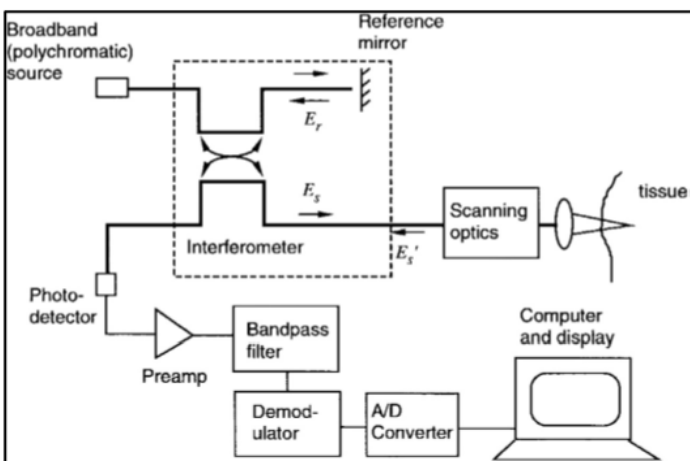 Broadband
(polychromatic)
source
Reference
mirror
E_r
E_s
E_s'
Interferometer
Scanning
optics
tissue
Photo-
detector
Preamp
Bandpass
filter
Demod-
ulator
A/D
Converter
Computer
and display